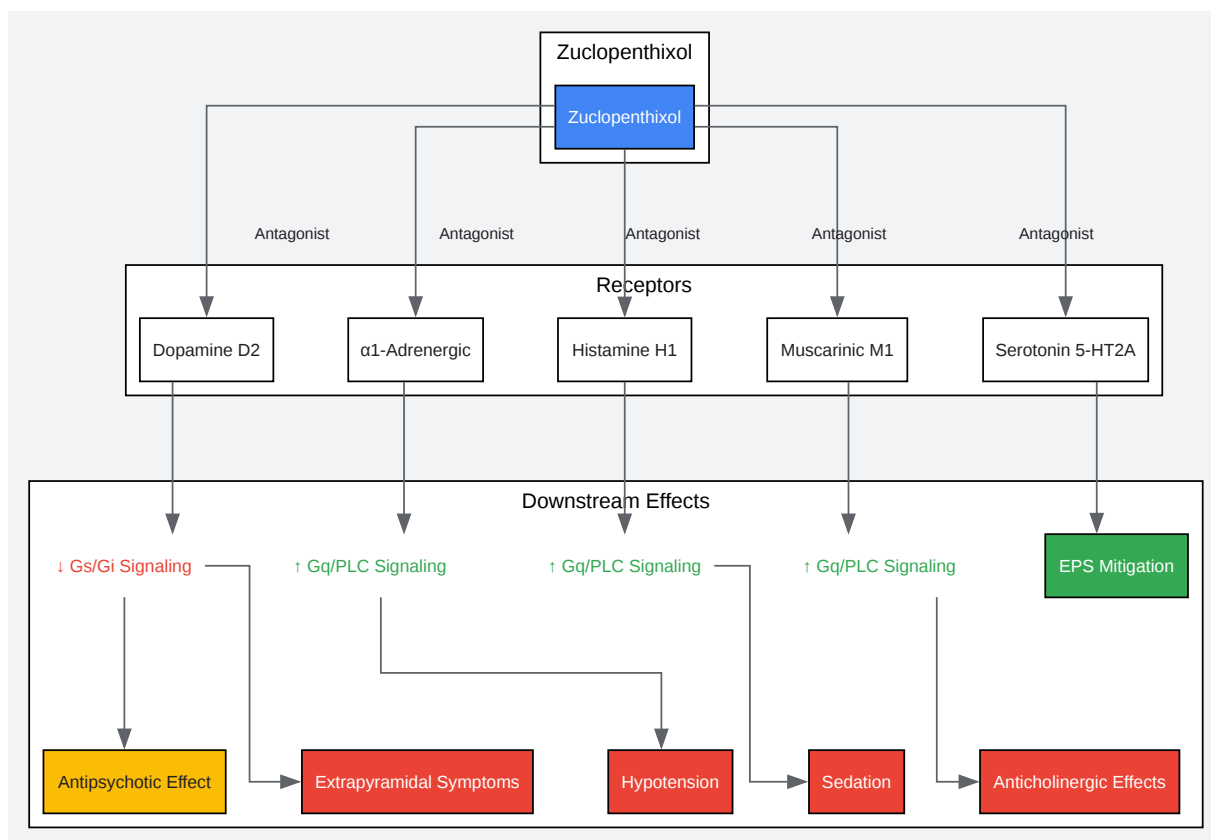 Zuclopenthixol
Zuclopenthixol
Antagonist
Antagonist
Antagonist
Antagonist
Antagonist
Receptors
Dopamine D2
α1-Adrenergic
Histamine H1
Muscarinic M1
Serotonin 5-HT2A
Downstream Effects
↓ Gs/Gi Signaling
↑ Gq/PLC Signaling
↑ Gq/PLC Signaling
↑ Gq/PLC Signaling
EPS Mitigation
Antipsychotic Effect
Extrapyramidal Symptoms
Hypotension
Sedation
Anticholinergic Effects